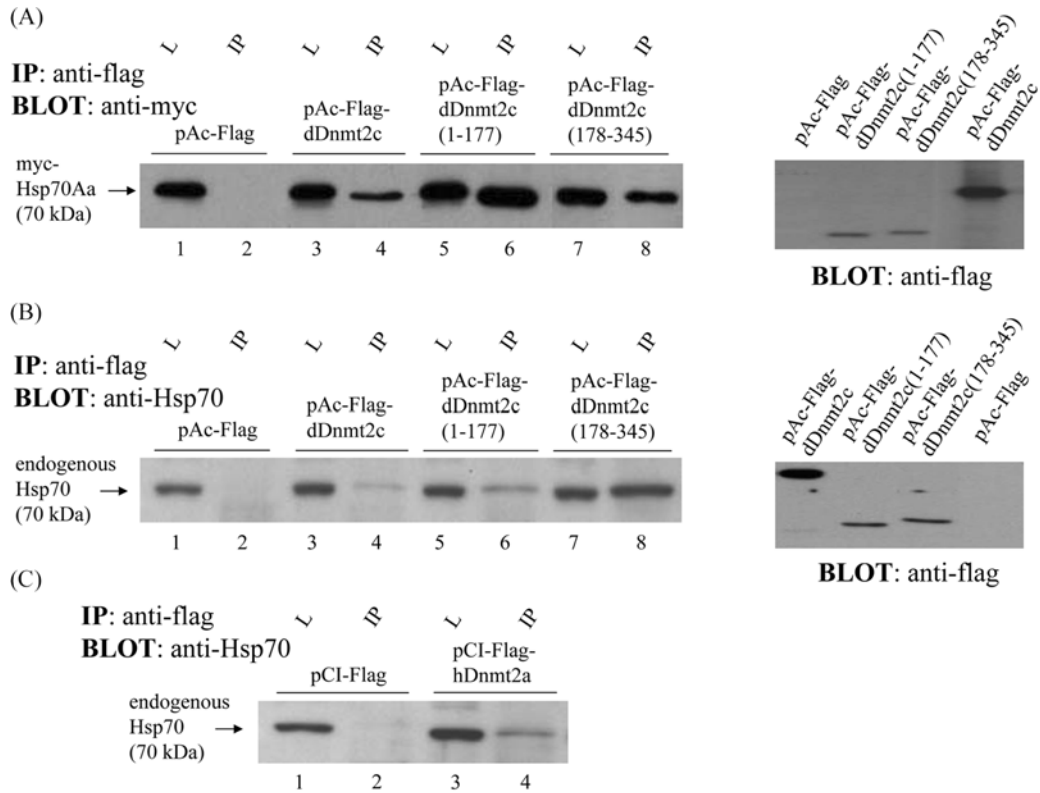 (A)
L IP L IP L IP L IP
IP: anti-flag
BLOT: anti-myc
pAc-Flag
pAc-Flag-
dDnmt2c
pAc-Flag-
dDnmt2c
(1-177)
pAc-Flag-
dDnmt2c
(178-345)
myc-
Hsp70Aa
(70 kDa)
1 2 3 4 5 6 7 8
pAc-Flag
pAc-Flag-
dDnmt2c(1-177)
pAc-Flag-
dDnmt2c(178-345)
pAc-Flag-
dDnmt2c
BLOT: anti-flag
(B)
L IP L IP L IP L IP
IP: anti-flag
BLOT: anti-Hsp70
pAc-Flag
pAc-Flag-
dDnmt2c
pAc-Flag-
dDnmt2c
(1-177)
pAc-Flag-
dDnmt2c
(178-345)
endogenous
Hsp70
(70 kDa)
1 2 3 4 5 6 7 8
pAc-Flag-
dDnmt2c
pAc-Flag-
dDnmt2c(1-177)
pAc-Flag-
dDnmt2c(178-345)
pAc-Flag
BLOT: anti-flag
(C)
L IP L IP
IP: anti-flag
BLOT: anti-Hsp70
pCI-Flag
pCI-Flag-
hDnmt2a
endogenous
Hsp70
(70 kDa)
1 2 3 4